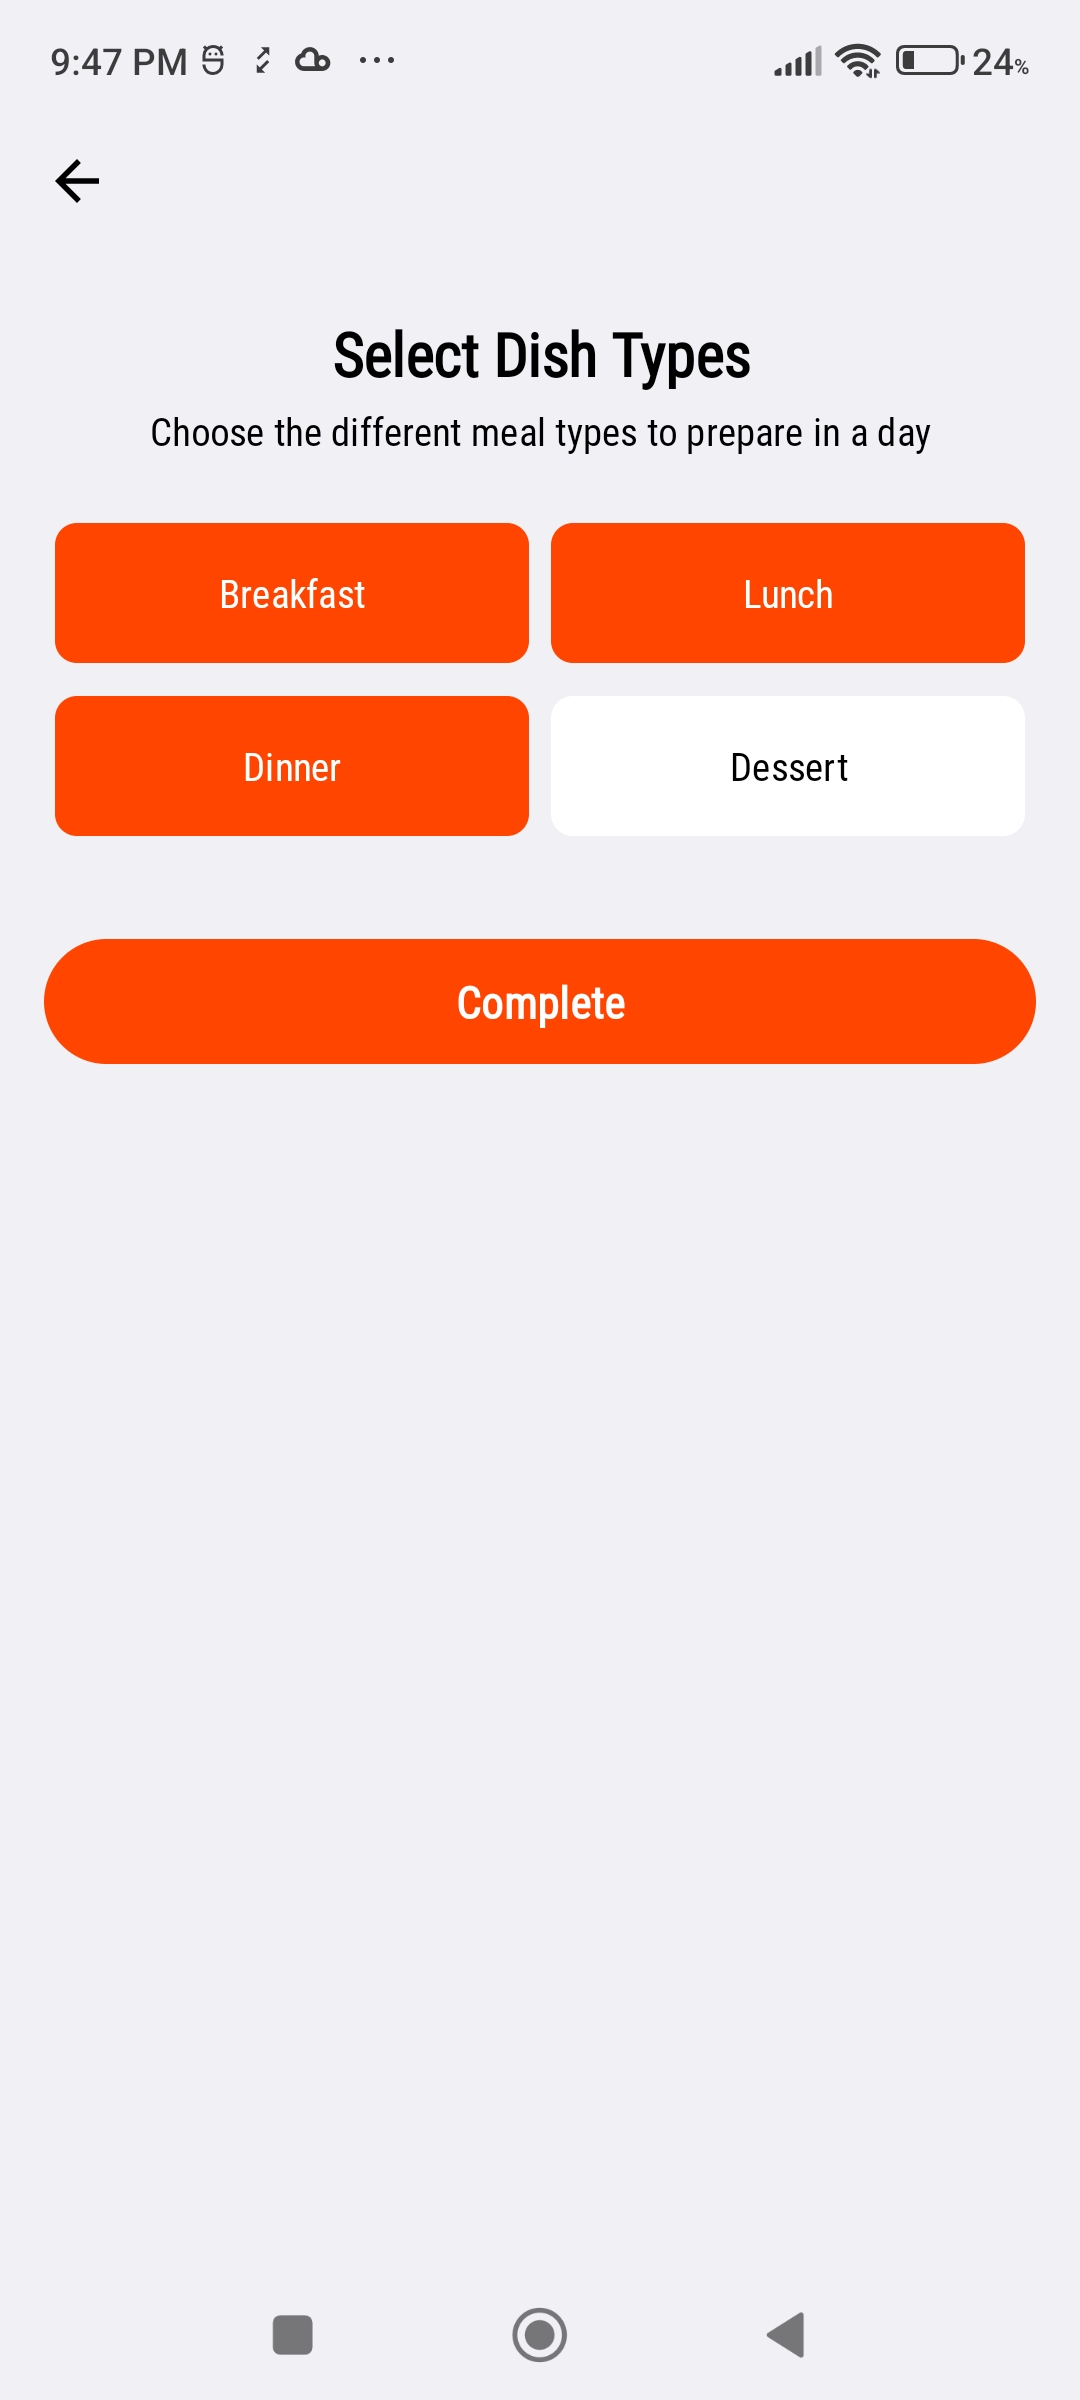 9:47 PM 24%
Select Dish Types
Choose the different meal types to prepare in a day
Breakfast Lunch
Dinner Dessert
Complete